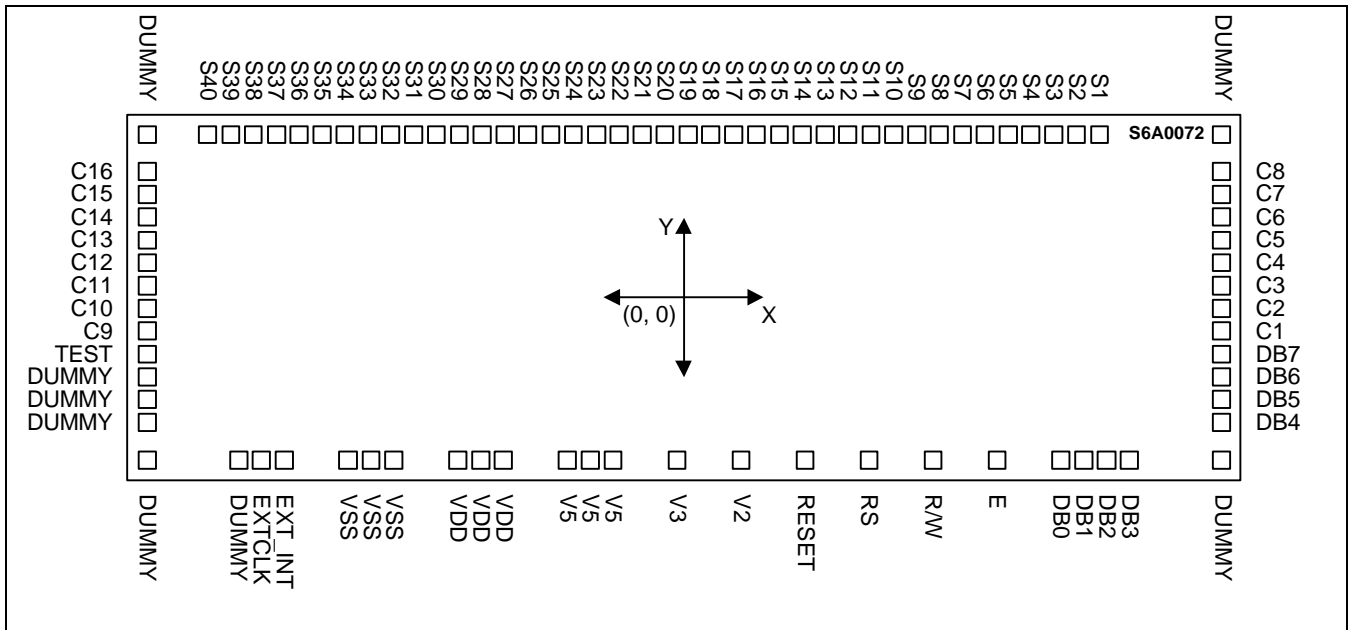 DUMMY
S40 S39 S38 S37 S36 S35 S34 S33 S32 S31 S30 S29 S28 S27 S26 S25 S24 S23 S22 S21 S20 S19 S18 S17 S16 S15 S14 S13 S12 S11 S10 S9 S8 S7 S6 S5 S4 S3 S2 S1
DUMMY
S6A0072
C16
C15
C14
C13
C12
C11
C10
C9
TEST
DUMMY
DUMMY
DUMMY
Y
(0, 0)
X
C8
C7
C6
C5
C4
C3
C2
C1
DB7
DB6
DB5
DB4
DUMMY
DUMMY
EXTCLK
EXT_INT
VSS
VSS
VSS
VDD
VDD
VDD
V5
V5
V5
V3
V2
RESET
RS
R/W
E
DB0
DB1
DB2
DB3
DUMMY